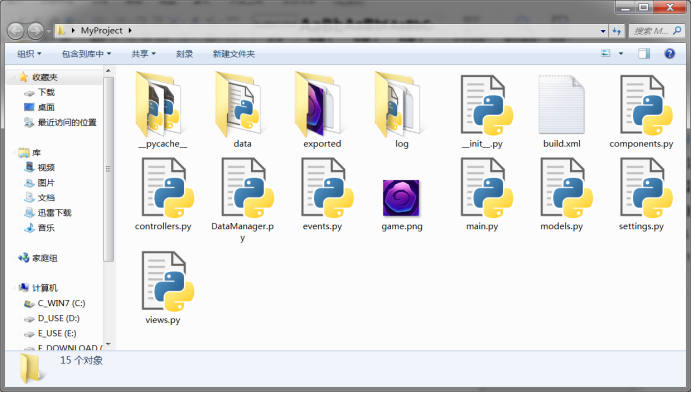 MyProject
搜索 M...
组织
包含到库中
共享
刻录
新建文件夹
收藏夹
下载
桌面
最近访问的位置
库
视频
图片
文档
迅雷下载
音乐
家庭组
计算机
C_WIN7 (C:)
D_USE (D:)
E_USE (E:)
F_DOWNLOAD (
__pycache__
data
exported
log
__init__.py
build.xml
components.py
controllers.py
DataManager.p
y
events.py
game.png
main.py
models.py
settings.py
views.py
15 个对象